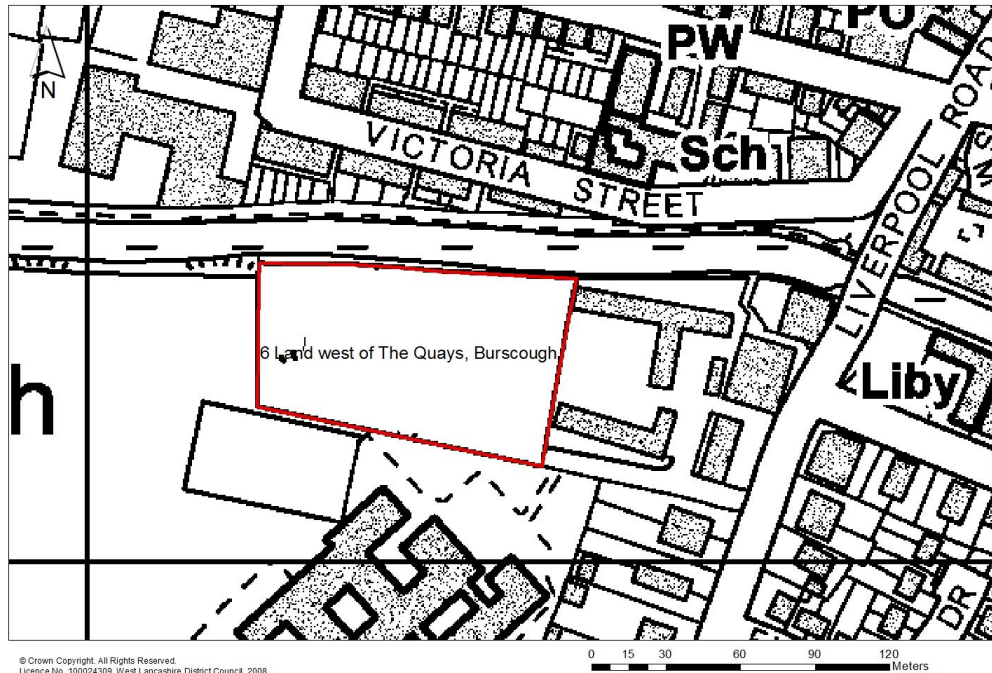 N
PW
PO
VICTORIA STREET
Sch
LIVERPOOL ROAD
6 Land west of The Quays, Burscough
Liby
h
DR
© Crown Copyright. All Rights Reserved.
Licence No. 100024309. West Lancashire District Council. 2008
0 15 30 60 90 120
Meters